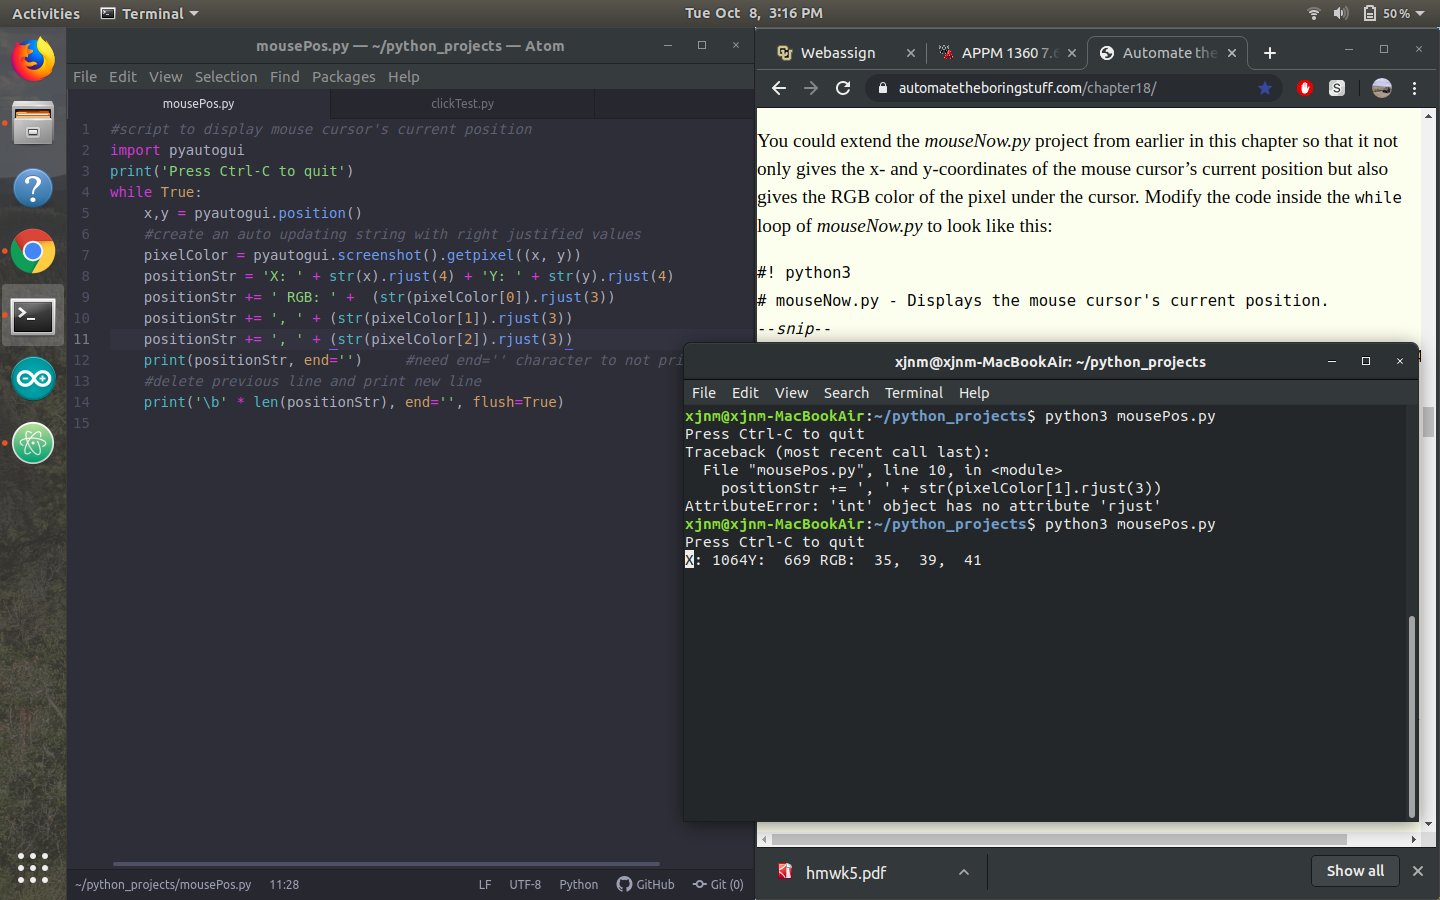 Activities
Terminal
Tue Oct 8, 3:16 PM
50 %
mousePos.py — ~/python_projects — Atom
File Edit View Selection Find Packages Help
mousePos.py
clickTest.py
1 #script to display mouse cursor's current position
2 import pyautogui
3 print('Press Ctrl-C to quit')
4 while True:
5     x,y = pyautogui.position()
6     #create an auto updating string with right justified values
7     pixelColor = pyautogui.screenshot().getpixel((x, y))
8     positionStr = 'X: ' + str(x).rjust(4) + 'Y: ' + str(y).rjust(4)
9     positionStr += ' RGB: ' +  (str(pixelColor[0]).rjust(3))
10     positionStr += ', ' + (str(pixelColor[1]).rjust(3))
11     positionStr += ', ' + (str(pixelColor[2]).rjust(3))
12     print(positionStr, end='')     #need end='' character to not pri
13     #delete previous line and print new line
14     print('\b' * len(positionStr), end='', flush=True)
15
~/python_projects/mousePos.py 11:28
LF UTF-8 Python GitHub Git (0)
Webassign
APPM 1360 7.6
Automate the
automatetheboringstuff.com/chapter18/
S
You could extend the mouseNow.py project from earlier in this chapter so that it not
only gives the x- and y-coordinates of the mouse cursor’s current position but also
gives the RGB color of the pixel under the cursor. Modify the code inside the while
loop of mouseNow.py to look like this:
#! python3
# mouseNow.py - Displays the mouse cursor's current position.
--snip--
xjnm@xjnm-MacBookAir: ~/python_projects
File Edit View Search Terminal Help
xjnm@xjnm-MacBookAir:~/python_projects$ python3 mousePos.py
Press Ctrl-C to quit
Traceback (most recent call last):
  File "mousePos.py", line 10, in <module>
    positionStr += ', ' + str(pixelColor[1].rjust(3))
AttributeError: 'int' object has no attribute 'rjust'
xjnm@xjnm-MacBookAir:~/python_projects$ python3 mousePos.py
Press Ctrl-C to quit
X: 1064Y:  669 RGB:  35,  39,  41
hmwk5.pdf
Show all